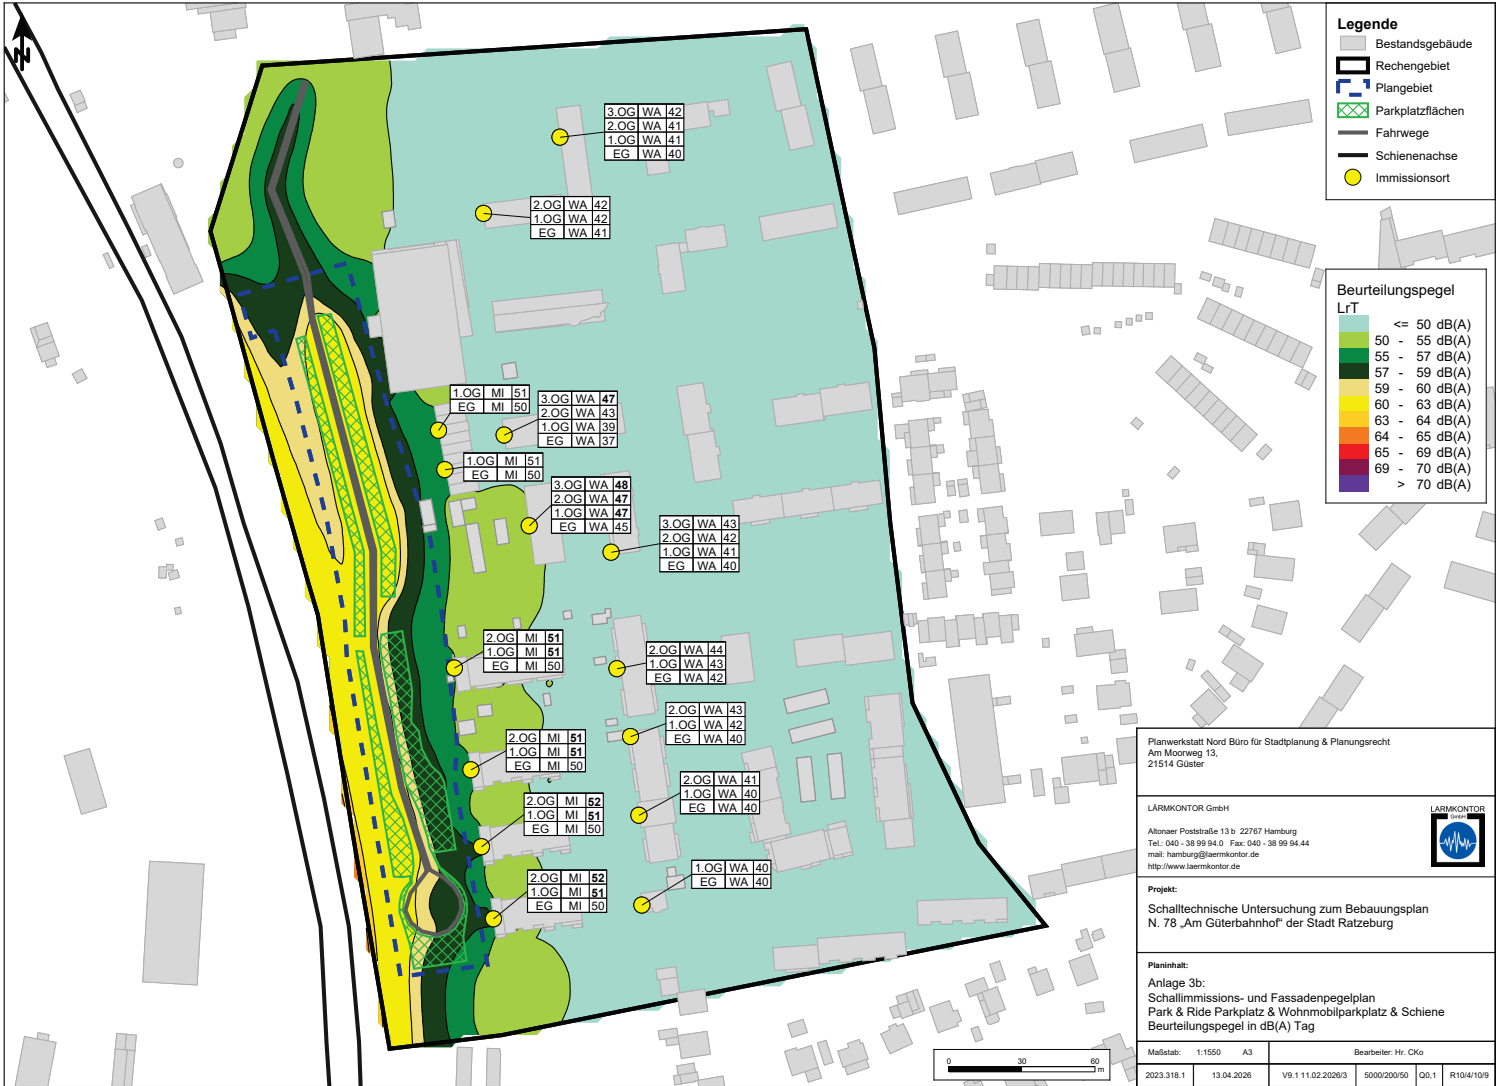 N
Legende
Bestandsgebäude
Rechengebiet
Plangebiet
Parkplatzflächen
Fahrwege
Schienenachse
Immissionsort
Beurteilungspegel
LrT
<= 50 dB(A)
50 - 55 dB(A)
55 - 57 dB(A)
57 - 59 dB(A)
59 - 60 dB(A)
60 - 63 dB(A)
63 - 64 dB(A)
64 - 65 dB(A)
65 - 69 dB(A)
69 - 70 dB(A)
> 70 dB(A)
3.OG WA 42
2.OG WA 41
1.OG WA 41
EG WA 40
2.OG WA 42
1.OG WA 42
EG WA 41
1.OG MI 51
EG MI 50
3.OG WA 47
2.OG WA 43
1.OG WA 39
EG WA 37
1.OG MI 51
EG MI 50
3.OG WA 48
2.OG WA 47
1.OG WA 47
EG WA 45
3.OG WA 43
2.OG WA 42
1.OG WA 41
EG WA 40
2.OG MI 51
1.OG MI 51
EG MI 50
2.OG WA 44
1.OG WA 43
EG WA 42
2.OG WA 43
1.OG WA 42
EG WA 40
2.OG MI 51
1.OG MI 51
EG MI 50
2.OG WA 41
1.OG WA 40
EG WA 40
2.OG MI 52
1.OG MI 51
EG MI 50
1.OG WA 40
EG WA 40
2.OG MI 52
1.OG MI 51
EG MI 50
0 30 60
m
Planwerkstatt Nord Büro für Stadtplanung & Planungsrecht
Am Moorweg 13,
21514 Güster
LÄRMKONTOR GmbH
Altonaer Poststraße 13 b 22767 Hamburg
Tel.: 040 - 38 99 94.0 Fax: 040 - 38 99 94.44
mail: hamburg@laermkontor.de
http://www.laermkontor.de
LÄRMKONTOR
GmbH
Projekt:
Schalltechnische Untersuchung zum Bebauungsplan
N. 78 „Am Güterbahnhof" der Stadt Ratzeburg
Planinhalt:
Anlage 3b:
Schallimmissions- und Fassadenpegelplan
Park & Ride Parkplatz & Wohnmobilparkplatz & Schiene
Beurteilungspegel in dB(A) Tag
Maßstab: 1:1550 A3 Bearbeiter: Hr. CKo
2023.318.1 13.04.2026 V9.1 11.02.2026/3 5000/200/50 Q0,1 R10/4/10/9